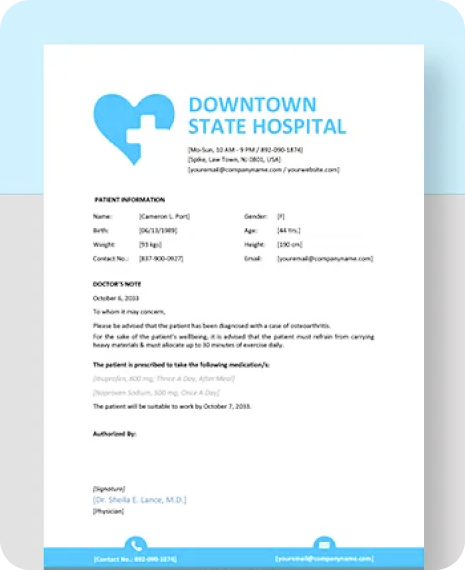 DOWNTOWN
STATE HOSPITAL
[Mo-Sun, 10 AM - 9 PM / 892-090-1874]
[Spike, Law Town, NJ 0801, USA]
[youremail@companyname.com / yourwebsite.com]
PATIENT INFORMATION
Name: [Cameron L. Port] Gender: [F]
Birth: [06/13/1989] Age: [44 Yrs.]
Weight: [93 kgs] Height: [190 cm]
Contact No.: [837-900-0927] Email: [youremail@companyname.com]
DOCTOR'S NOTE
October 6, 2033
To whom it may concern,
Please be advised that the patient has been diagnosed with a case of osteoarthritis.
For the sake of the patient's wellbeing, it is advised that the patient must refrain from carrying
heavy materials & must allocate up to 30 minutes of exercise daily.
The patient is prescribed to take the following medication/s:
[Ibuprofen, 600 mg; Thrice A Day, After Meal]
[Naproxen Sodium, 500 mg; Once A Day]
The patient will be suitable to work by October 7, 2033.
Authorized By:
[Signature]
[Dr. Sheila E. Lance, M.D.]
[Physician]
[Contact No.: 892-090-1874] [youremail@companyname.com]